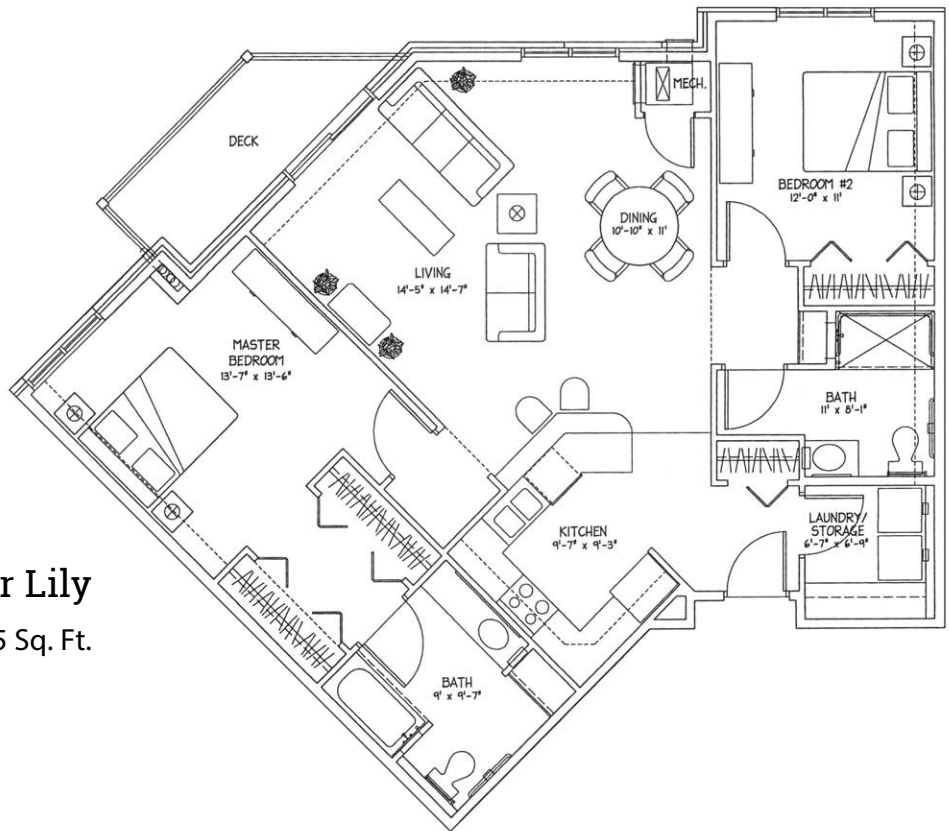 MECH.
DECK
BEDROOM #2
12'-0" x 11'
DINING
10'-10" x 11'
LIVING
14'-5" x 14'-7"
MASTER
BEDROOM
13'-7" x 13'-6"
BATH
11' x 8'-1"
LAUNDRY/
STORAGE
6'-7" x 6'-9"
KITCHEN
9'-7" x 9'-3"
r Lily
5 Sq. Ft.
BATH
9' x 9'-7"